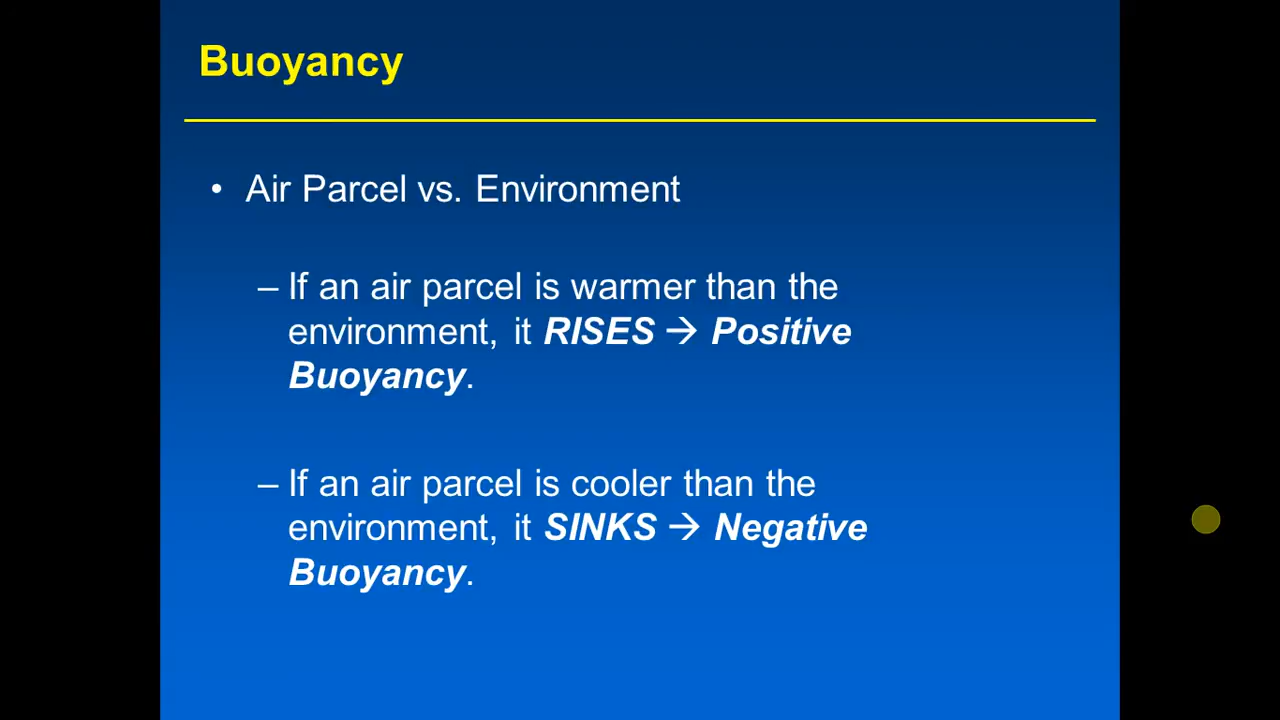 Buoyancy
• Air Parcel vs. Environment
– If an air parcel is warmer than the
environment, it RISES → Positive
Buoyancy.
– If an air parcel is cooler than the
environment, it SINKS → Negative
Buoyancy.